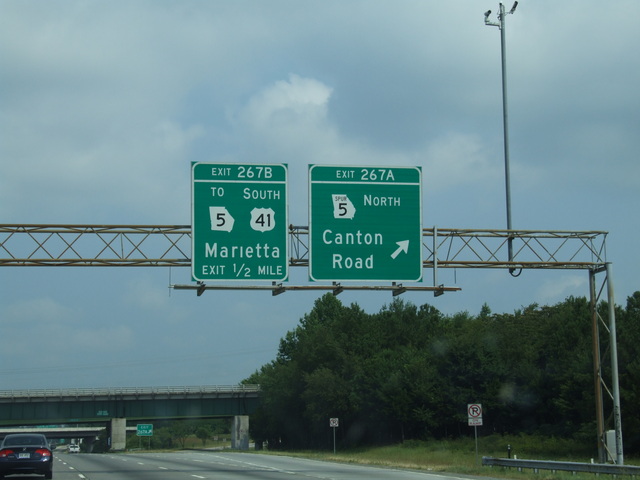 EXIT 267B
TO SOUTH
5 41
Marietta
EXIT 1/2 MILE
EXIT 267A
SPUR
5 NORTH
Canton
Road